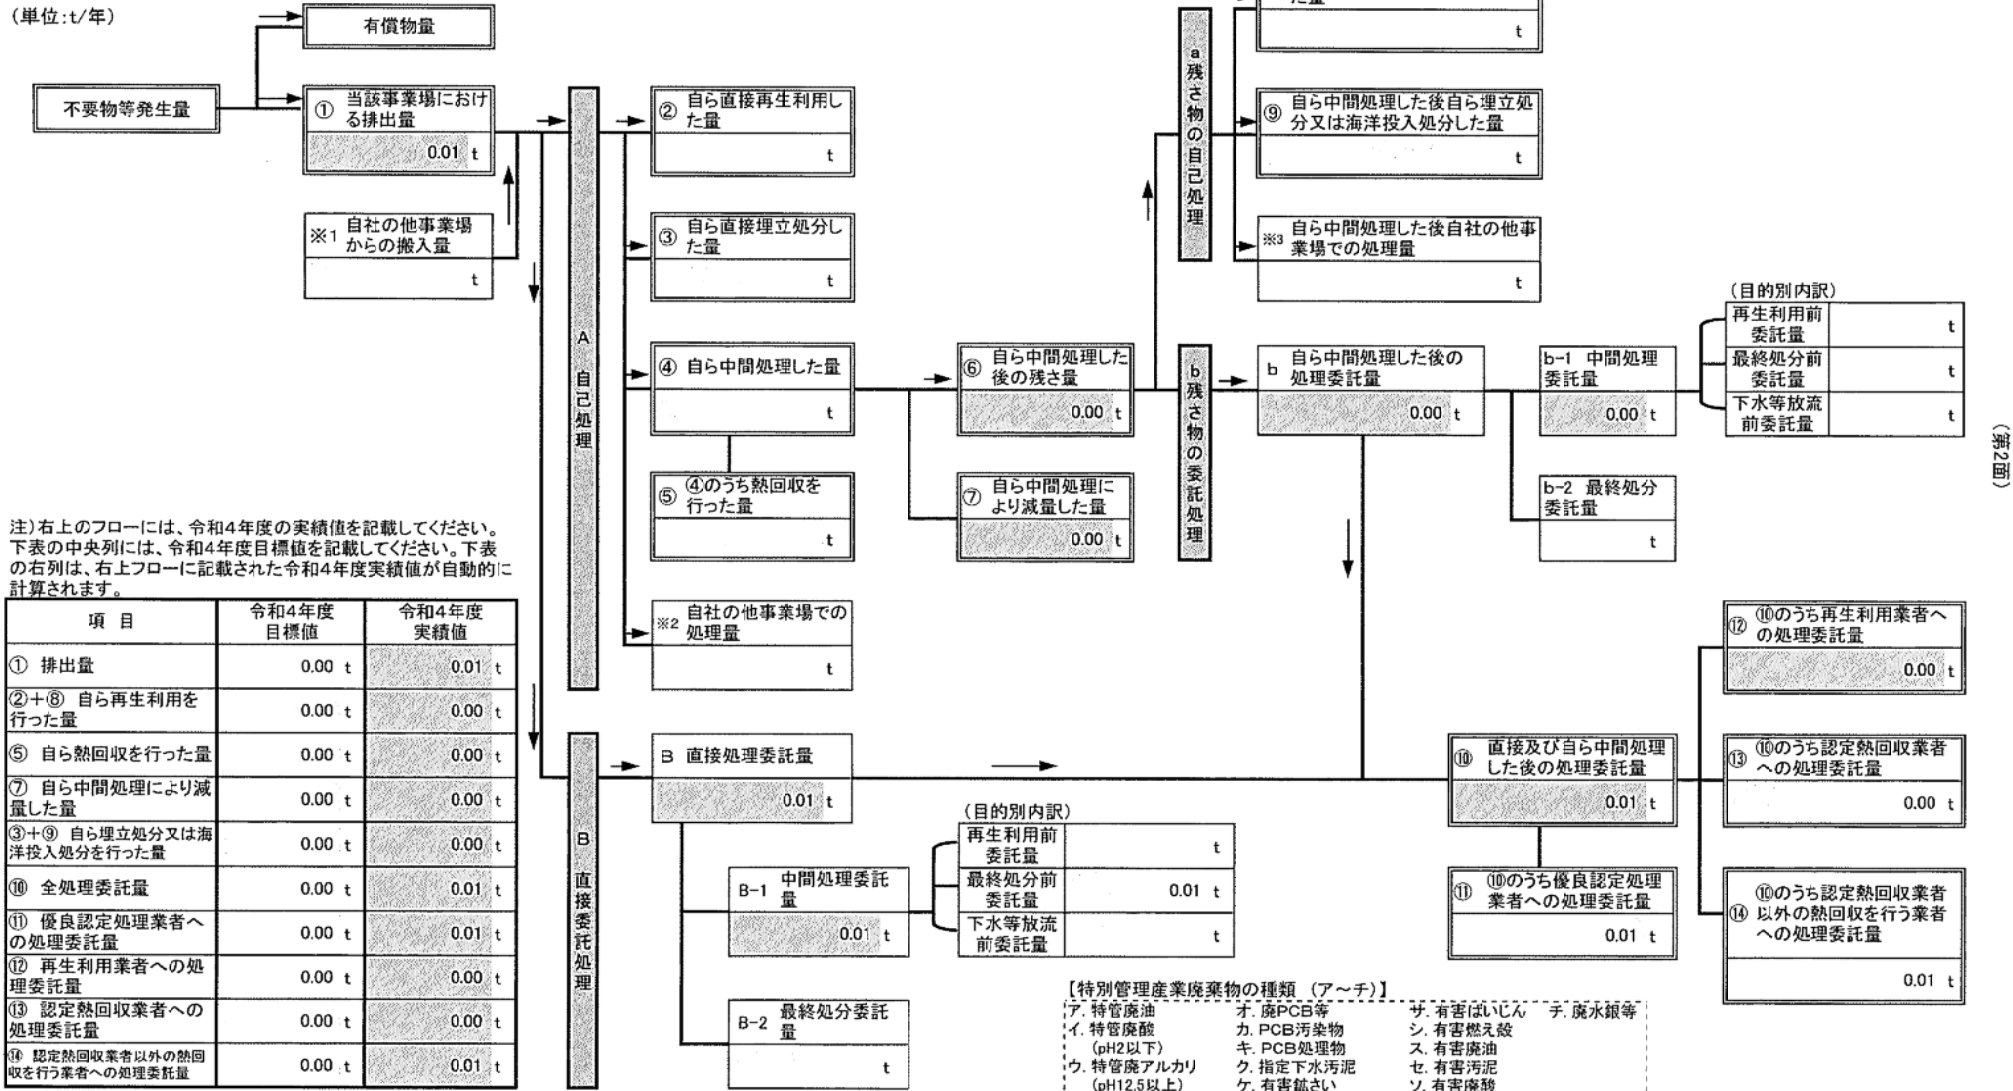 (単位:t/年)
有償物量
不要物等発生量
① 当該事業場におけ
る排出量
0.01 t
※1 自社の他事業場
からの搬入量
t
A 自己処理
② 自ら直接再生利用し
た量
t
③ 自ら直接埋立処分し
た量
t
④ 自ら中間処理した量
t
⑤ ④のうち熱回収を
行った量
t
※2 自社の他事業場での
処理量
t
⑥ 自ら中間処理した
後の残さ量
0.00 t
⑦ 自ら中間処理に
より減量した量
0.00 t
a 残さ物の自己処理
t
⑨ 自ら中間処理した後自ら埋立処
分又は海洋投入処分した量
t
※3 自ら中間処理した後自社の他事
業場での処理量
t
b 残さ物の委託処理
b 自ら中間処理した後の
処理委託量
0.00 t
b-1 中間処理
委託量
0.00 t
(目的別内訳)
再生利用前
委託量
t
最終処分前
委託量
t
下水等放流
前委託量
t
b-2 最終処分
委託量
t
(第2面)
注)右上のフローには、令和4年度の実績値を記載してください。
下表の中央列には、令和4年度目標値を記載してください。下表
の右列は、右上フローに記載された令和4年度実績値が自動的に
計算されます。
項 目 令和4年度 目標値 令和4年度 実績値
① 排出量 0.00 t 0.01 t
②+⑧ 自ら再生利用を
行った量 0.00 t 0.00 t
⑤ 自ら熱回収を行った量 0.00 t 0.00 t
⑦ 自ら中間処理により減
量した量 0.00 t 0.00 t
③+⑨ 自ら埋立処分又は海
洋投入処分を行った量 0.00 t 0.00 t
⑩ 全処理委託量 0.00 t 0.01 t
⑪ 優良認定処理業者へ
の処理委託量 0.00 t 0.01 t
⑫ 再生利用業者への処
理委託量 0.00 t 0.00 t
⑬ 認定熱回収業者への
処理委託量 0.00 t 0.00 t
⑭ 認定熱回収業者以外の熱回
収を行う業者への処理委託量 0.00 t 0.01 t
B 直接委託処理
B 直接処理委託量
0.01 t
B-1 中間処理委託
量
0.01 t
(目的別内訳)
再生利用前
委託量
t
最終処分前
委託量
0.01 t
下水等放流
前委託量
t
B-2 最終処分委託
量
t
⑩ 直接及び自ら中間処理
した後の処理委託量
0.01 t
⑪ ⑩のうち優良認定処理
業者への処理委託量
0.01 t
⑫ ⑩のうち再生利用業者へ
の処理委託量
0.00 t
⑬ ⑩のうち認定熱回収業者
への処理委託量
0.00 t
⑭ ⑩のうち認定熱回収業者
以外の熱回収を行う業者
への処理委託量
0.01 t
【特別管理産業廃棄物の種類 (ア~チ)】
ア. 特管廃油 オ. 廃PCB等 サ. 有害ばいじん チ. 廃水銀等
イ. 特管廃酸 カ. PCB汚染物 シ. 有害燃え殻
(pH2以下) キ. PCB処理物 ス. 有害廃油
ウ. 特管廃アルカリ ク. 指定下水汚泥 セ. 有害汚泥
(pH12.5以上) ケ. 有害鉱さい ソ. 有害廃酸